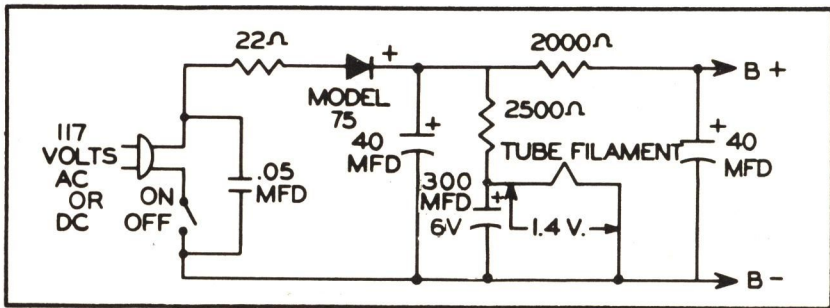 22Ω
2000Ω
B+
MODEL
75
2500Ω
117
VOLTS
AC
OR
DC
ON
OFF
.05
MFD
40
MFD
+
TUBE FILAMENT
+
40
MFD
.300
MFD
6V
+
1.4 V.
B-
+